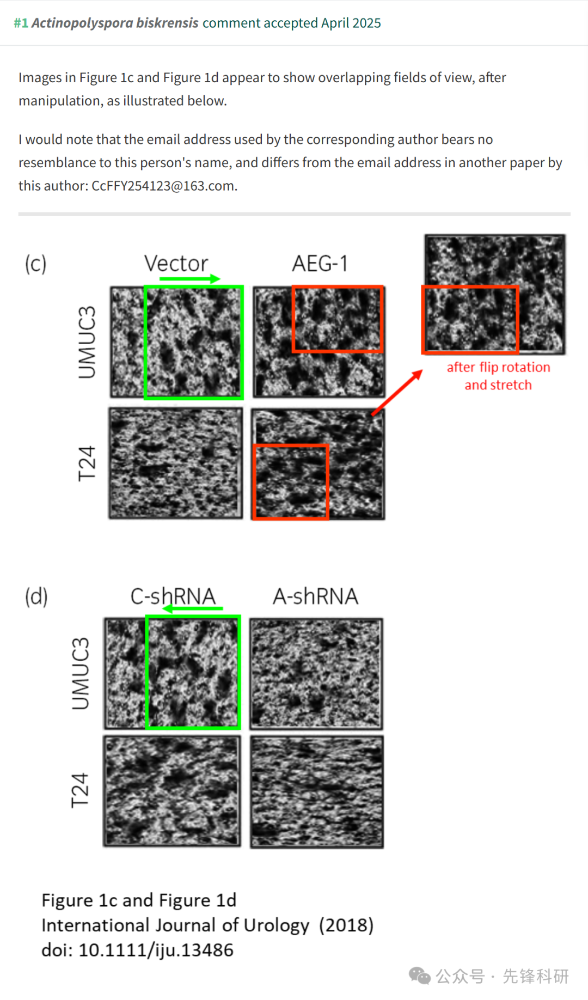 #1 Actinopolyspora biskrensis comment accepted April 2025
Images in Figure 1c and Figure 1d appear to show overlapping fields of view, after
manipulation, as illustrated below.
I would note that the email address used by the corresponding author bears no
resemblance to this person's name, and differs from the email address in another paper by
this author: CcFFY254123@163.com.
(c)
Vector
AEG-1
UMUC3
after flip rotation
and stretch
T24
(d)
C-shRNA
A-shRNA
UMUC3
T24
Figure 1c and Figure 1d
International Journal of Urology (2018)
doi: 10.1111/iju.13486
公众号 · 先锋科研